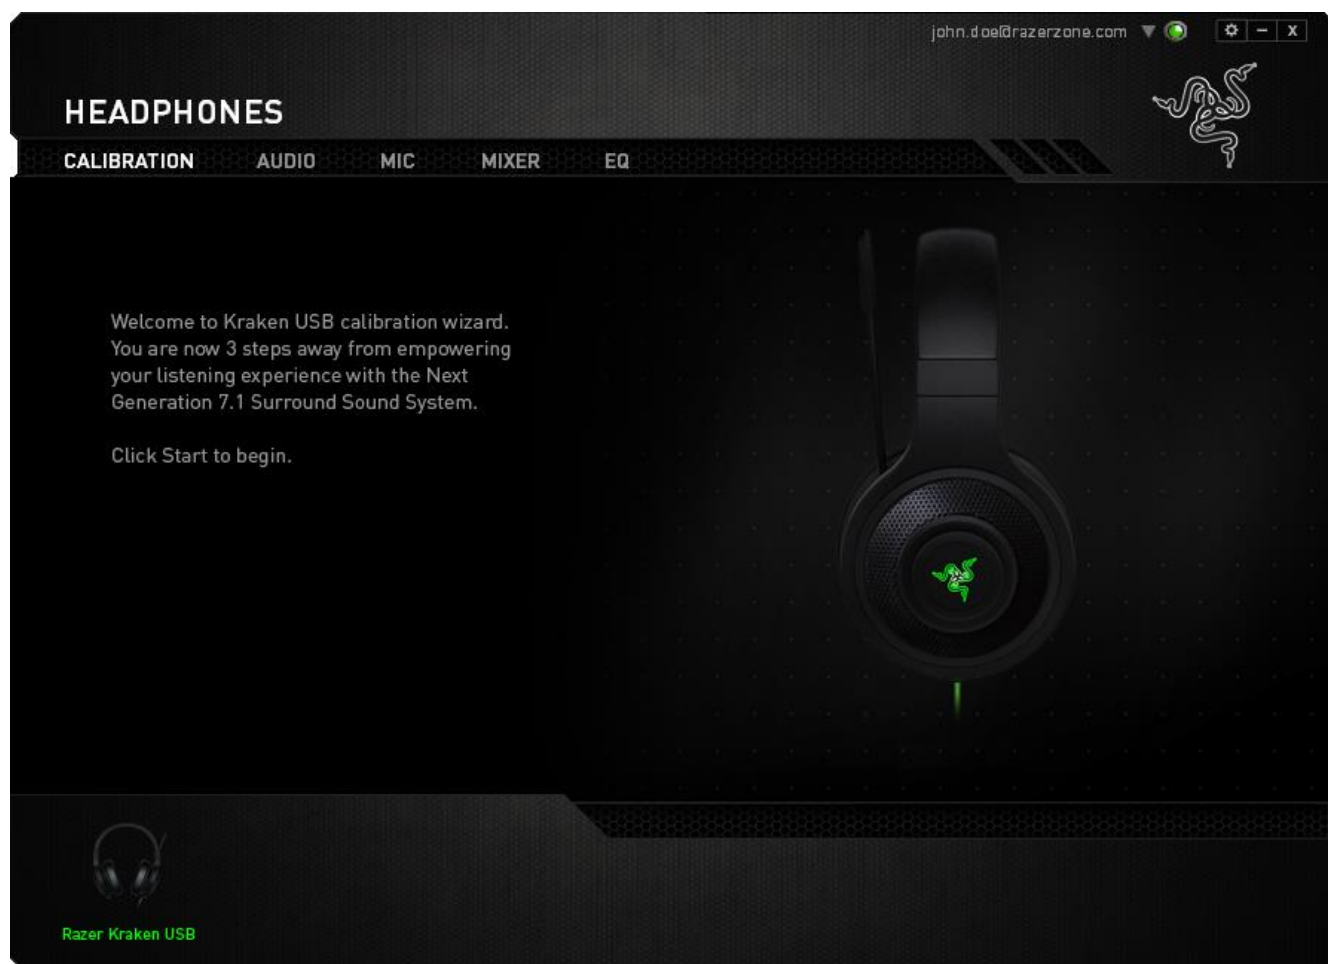 john.doe@razerzone.com
X
HEADPHONES
CALIBRATION AUDIO MIC MIXER EQ
Welcome to Kraken USB calibration wizard.
You are now 3 steps away from empowering
your listening experience with the Next
Generation 7.1 Surround Sound System.
Click Start to begin.
Razer Kraken USB